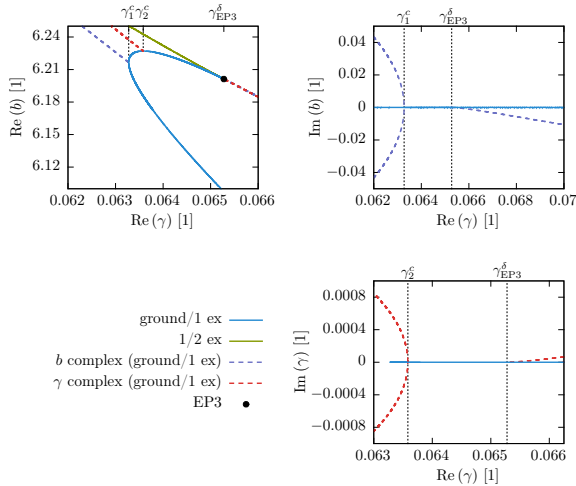 γ₁ᶜ γ₂ᶜ γ^δ_EP3
6.24
6.21
6.18
6.15
6.12
Re (b) [1]
0.062 0.063 0.064 0.065 0.066
Re (γ) [1]
γ₁ᶜ γ^δ_EP3
0.04
0.02
0
−0.02
−0.04
Im (b) [1]
0.062 0.064 0.066 0.068 0.07
Re (γ) [1]
ground/1 ex
1/2 ex
b complex (ground/1 ex)
γ complex (ground/1 ex)
EP3
γ₂ᶜ γ^δ_EP3
0.0008
0.0004
0
−0.0004
−0.0008
Im (γ) [1]
0.063 0.064 0.065 0.066
Re (γ) [1]